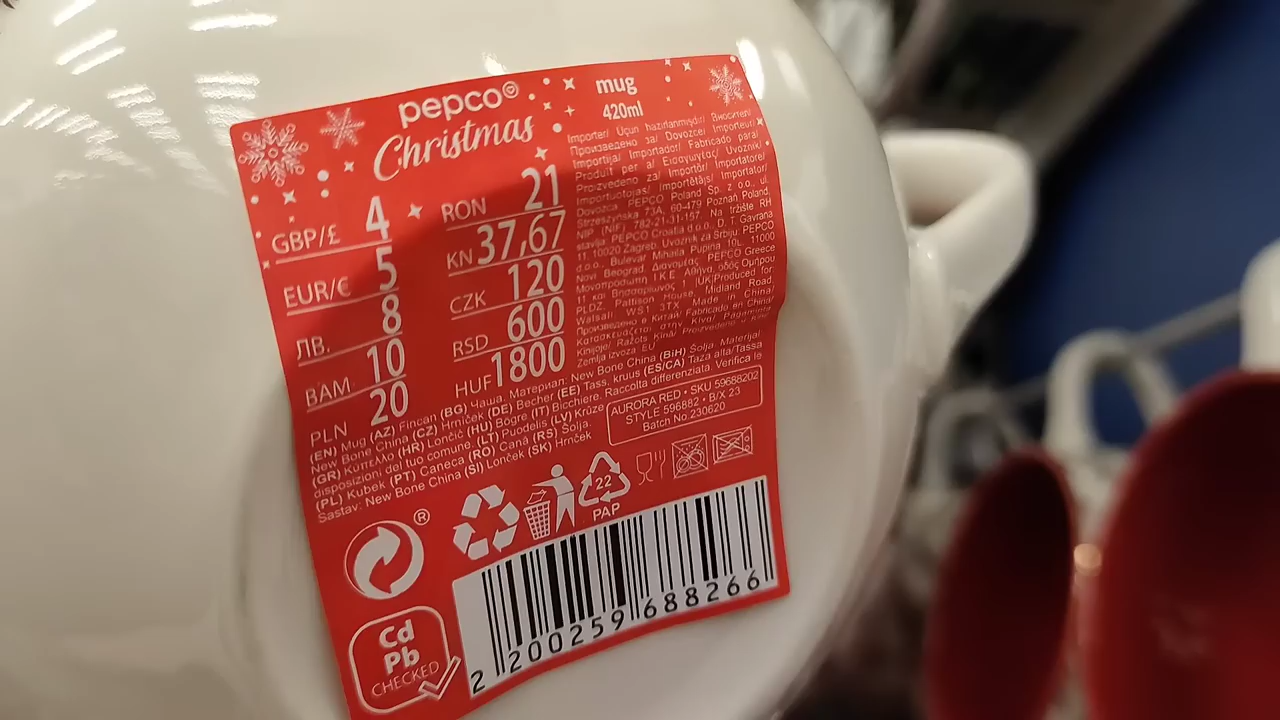 pepco
Christmas
mug
420ml
GBP/£ 4
EUR/€ 5
ЛВ. 8
BAM 10
PLN 20
RON 21
KN 37,67
CZK 120
RSD 600
HUF 1800
Importer/ Uçun hazırlanmışdır/ Вносител/
Произведено за/ Dovozce/ Importeur/
Importija/ Importador/ Fabricado para/
Produit par a/ Εισαγωγέας/ Uvoznik/
Proizvedeno za/ Importőr/ Importatore/
Importuotojas/ Importētājs/ Importator/
Dovozca: PEPCO Poland Sp. z o.o., ul.
Strzeszyńska 73A, 60-479 Poznań Poland,
NIP (NIF) 782-21-31-157. Na tržište RH
stavlja: PEPCO Croatia d.o.o., D. T. Gavrana
11, 10020 Zagreb. Uvoznik za Srbiju: PEPCO
d.o.o., Bulevar Mihaila Pupina 10L, 11000
Novi Beograd. Διανομέας: PEPCO Greece
Μονοπρόσωπη Ι.Κ.Ε. Αθήνα, οδός Ομήρου
11 και Βησσαρίωνος 1 |UK|Produced for:
PLDZ, Pattison House, Midland Road,
Walsall WS1 3TX. Made in China/
Произведено в Китай/ Fabricado en China/
Κατασκευάζεται στην Κίνα/ Pagaminta
Kinijoje/ Ražots Ķīnā/ Proizvedeno u Kini/
Zemlja izvoza: EU
(EN) Mug (AZ) Fincan (BG) Чаша. Материал: New Bone China (BiH) Šolja. Materijal:
New Bone China (CZ) Hrníček (DE) Becher (EE) Tass, kruus (ES/CA) Taza alta/Tassa
(GR) Κύπελλο (HR) Lončić (HU) Bögre (IT) Bicchiere. Raccolta differenziata. Verifica le
disposizioni del tuo comune. (LT) Puodelis (LV) Krūze
(PL) Kubek (PT) Caneca (RO) Cană (RS) Šolja.
Sastav: New Bone China (SI) Lonček (SK) Hrnček
AURORA RED • SKU 59688202
STYLE 596882 • B/X 23
Batch No.230620
®
22
PAP
Cd
Pb
CHECKED
2 200259 688266